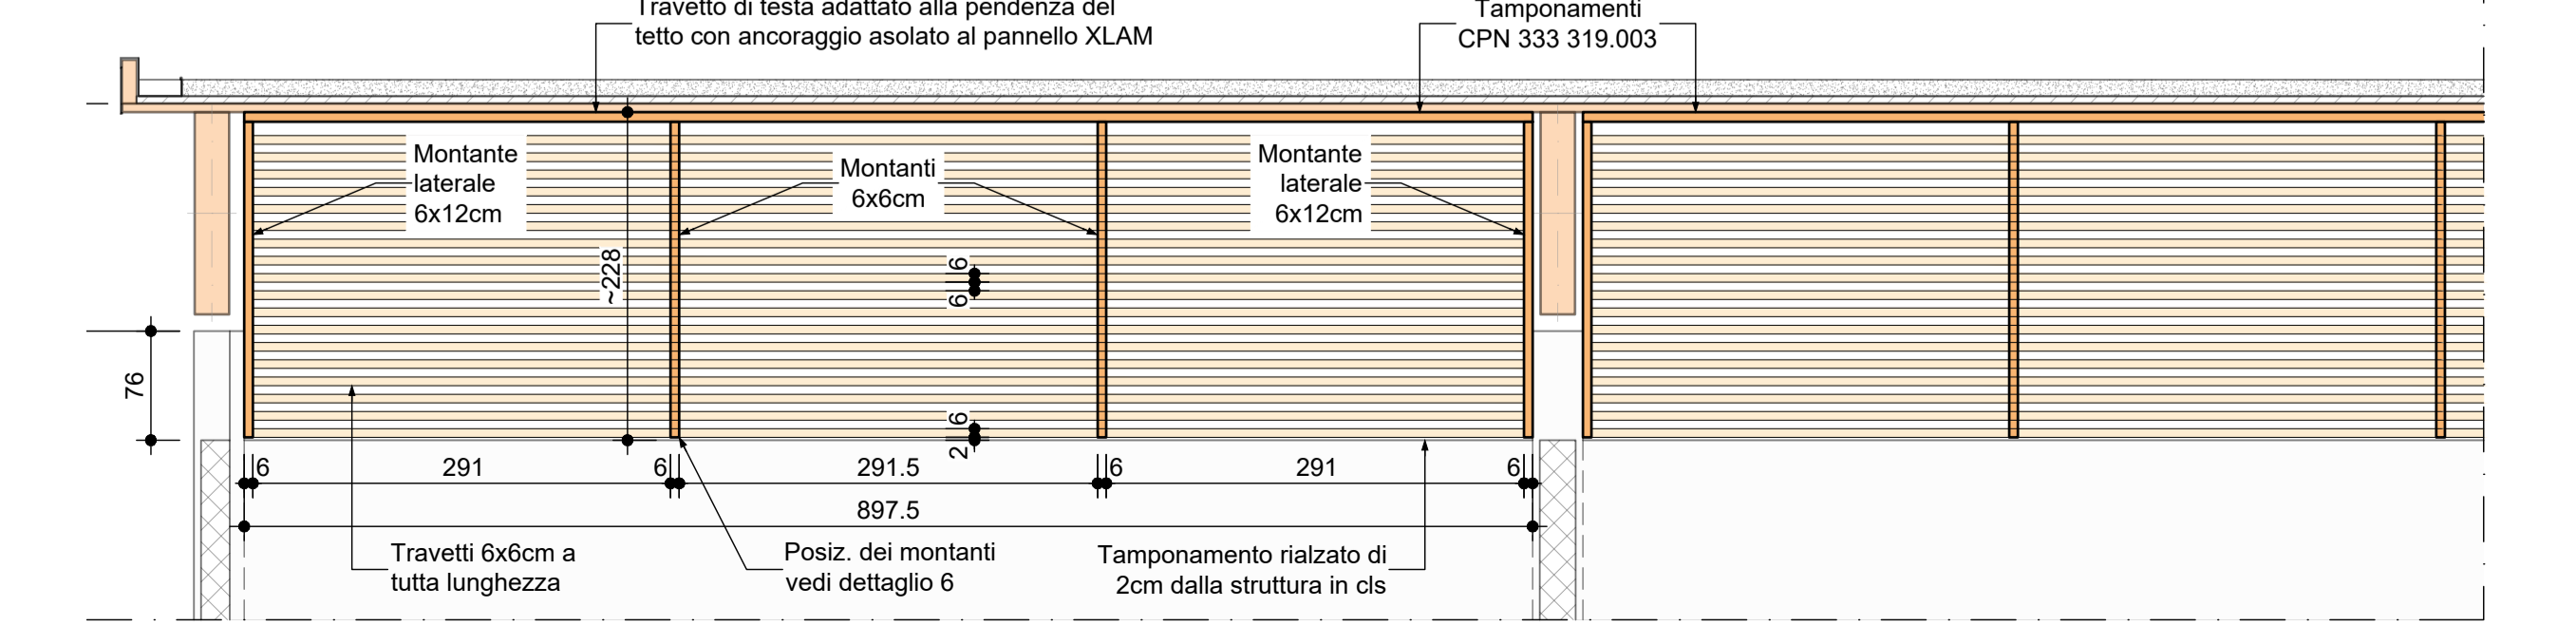 Travetto di testa adattato alla pendenza del
tetto con ancoraggio asolato al pannello XLAM
Tamponamenti
CPN 333 319.003
Montante
laterale
6x12cm
Montanti
6x6cm
Montante
laterale
6x12cm
~228
6
6
76
6
2
6
291
6
291.5
6
291
6
897.5
Travetti 6x6cm a
tutta lunghezza
Posiz. dei montanti
vedi dettaglio 6
Tamponamento rialzato di
2cm dalla struttura in cls